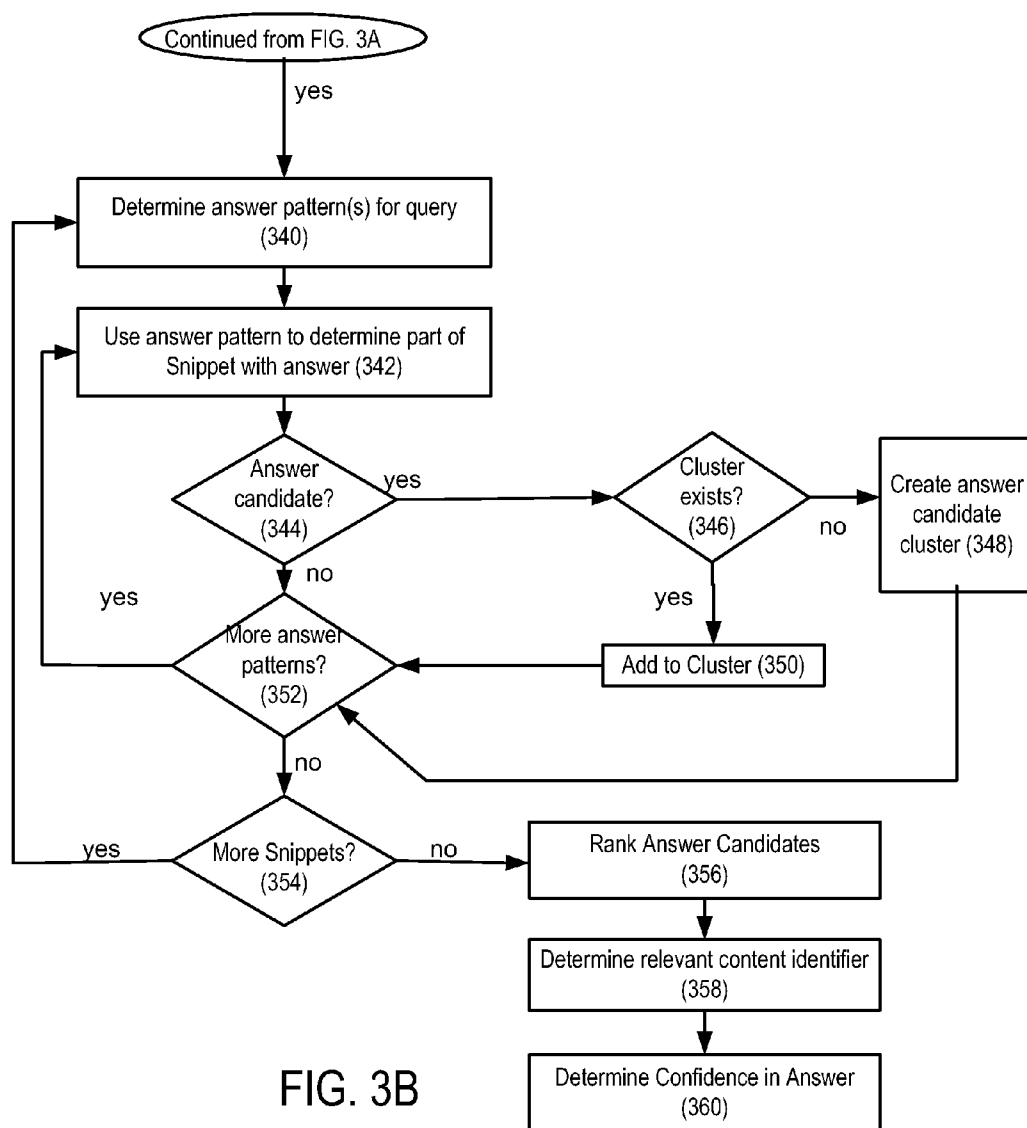 Continued from FIG. 3A
yes
Determine answer pattern(s) for query
(340)
Use answer pattern to determine part of
Snippet with answer (342)
Answer
candidate?
(344)
yes
Cluster
exists?
(346)
no
Create answer
candidate
cluster (348)
no
yes
yes
More answer
patterns?
(352)
Add to Cluster (350)
no
yes
More Snippets?
(354)
no
Rank Answer Candidates
(356)
Determine relevant content identifier
(358)
Determine Confidence in Answer
(360)
FIG. 3B